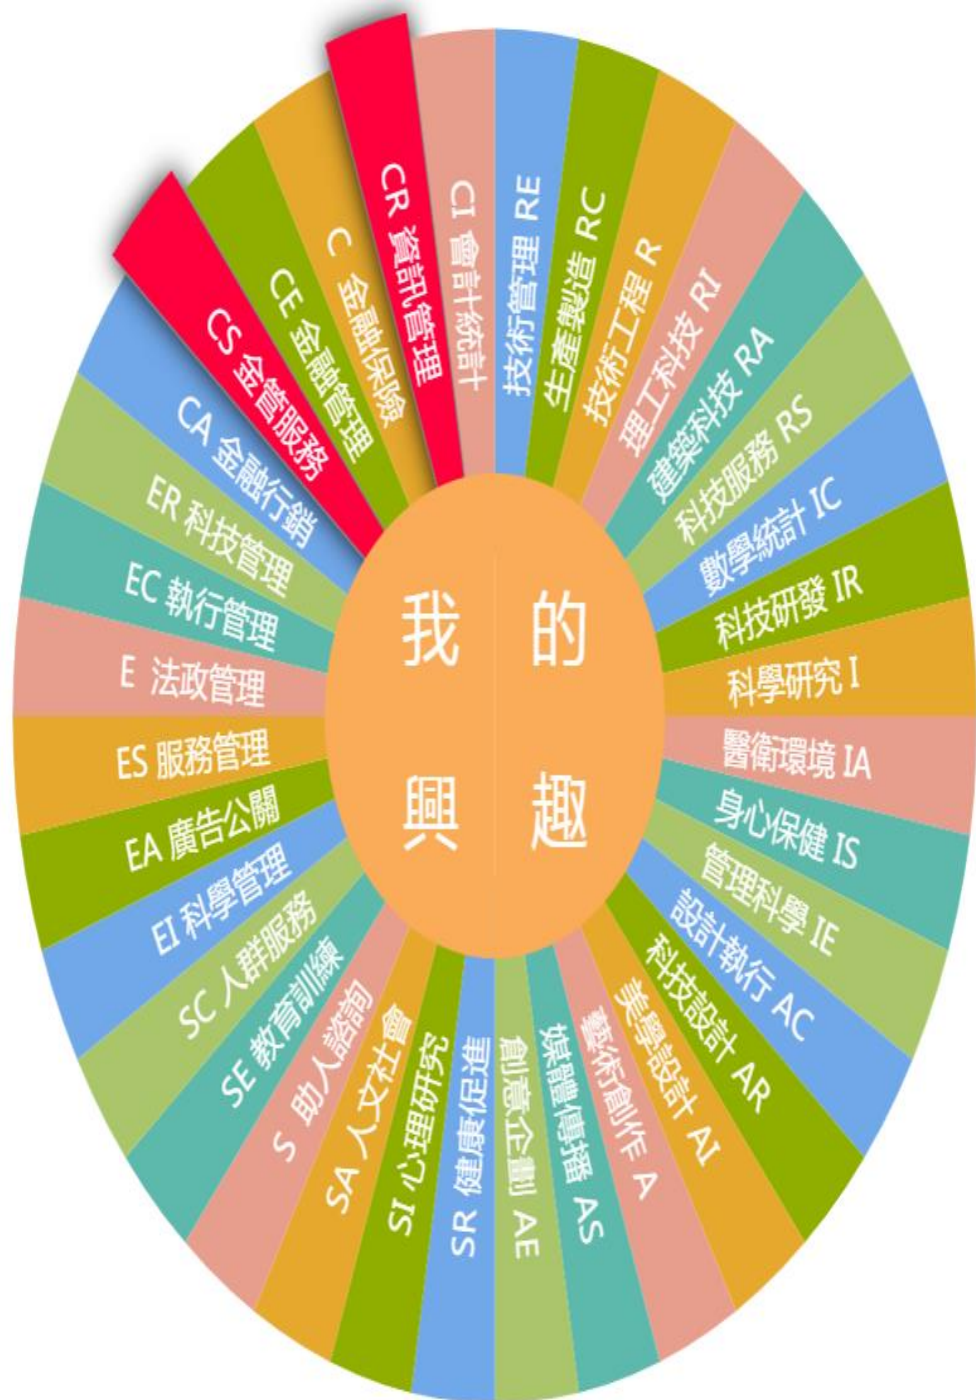 我的
興趣
技術管理 RE
生產製造 RC
技術工程 R
理工科技 RI
建築科技 RA
科技服務 RS
數學統計 IC
科技研發 IR
科學研究 I
醫衛環境 IA
身心保健 IS
管理科學 IE
設計執行 AC
科技設計 AR
美學設計 AI
藝術創作 A
媒體傳播 AS
創意企劃 AE
SR 健康促進
SI 心理研究
SA 人文社會
S 助人諮詢
SE 教育訓練
SC 人群服務
EI 科學管理
EA 廣告公關
ES 服務管理
E 法政管理
EC 執行管理
ER 科技管理
CA 金融行銷
CS 金管服務
CE 金融管理
C 金融保險
CR 資訊管理
CI 會計統計